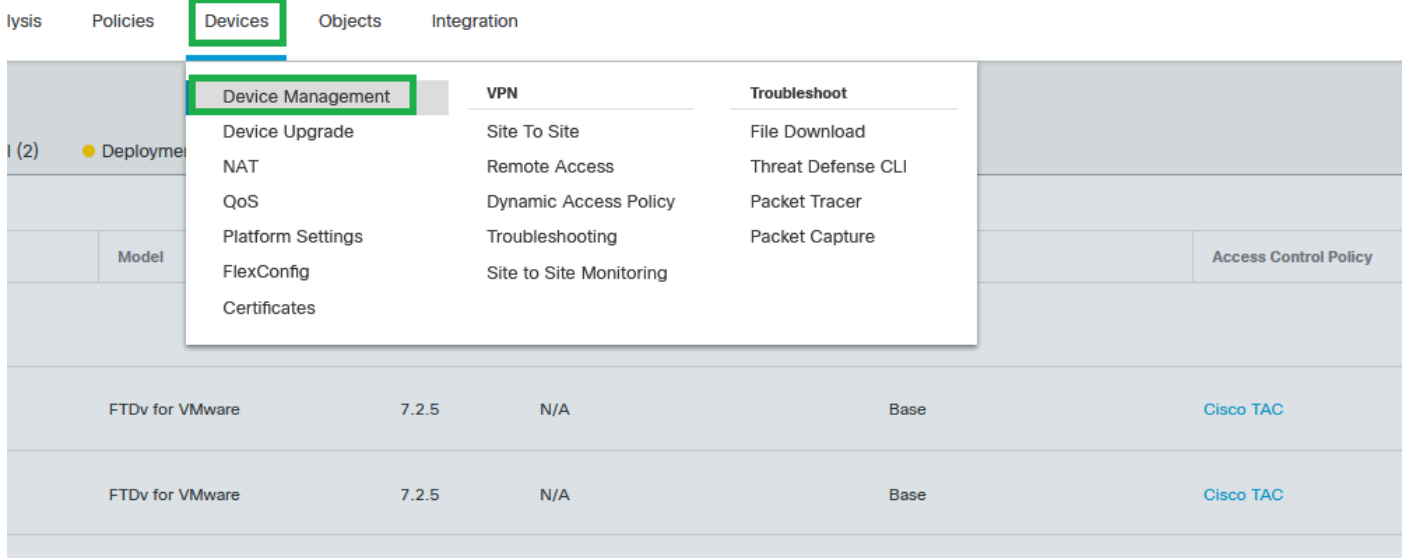 lysis Policies Devices Objects Integration
Device Management VPN Troubleshoot
Device Upgrade Site To Site File Download
l (2) Deployme
NAT Remote Access Threat Defense CLI
QoS Dynamic Access Policy Packet Tracer
Platform Settings Troubleshooting Packet Capture
Model Access Control Policy
FlexConfig Site to Site Monitoring
Certificates
FTDv for VMware 7.2.5 N/A Base Cisco TAC
FTDv for VMware 7.2.5 N/A Base Cisco TAC